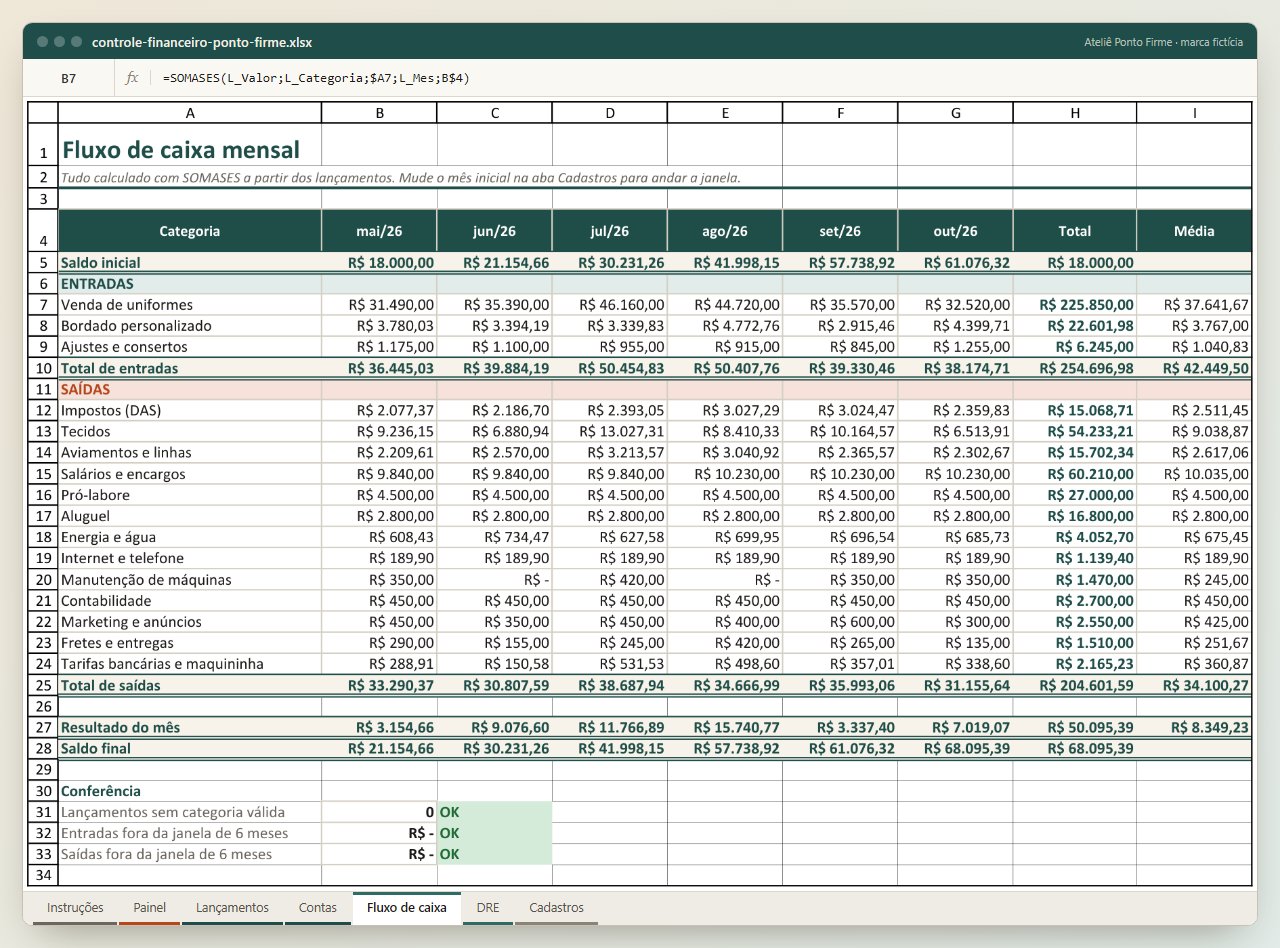 controle-financeiro-ponto-firme.xlsx Ateliê Ponto Firme · marca fictícia
B7 fx =SOMASES(L_Valor;L_Categoria;$A7;L_Mes;B$4)
A B C D E F G H I
1 Fluxo de caixa mensal
2 Tudo calculado com SOMASES a partir dos lançamentos. Mude o mês inicial na aba Cadastros para andar a janela.
3
4 Categoria mai/26 jun/26 jul/26 ago/26 set/26 out/26 Total Média
5 Saldo inicial R$ 18.000,00 R$ 21.154,66 R$ 30.231,26 R$ 41.998,15 R$ 57.738,92 R$ 61.076,32 R$ 18.000,00
6 ENTRADAS
7 Venda de uniformes R$ 31.490,00 R$ 35.390,00 R$ 46.160,00 R$ 44.720,00 R$ 35.570,00 R$ 32.520,00 R$ 225.850,00 R$ 37.641,67
8 Bordado personalizado R$ 3.780,03 R$ 3.394,19 R$ 3.339,83 R$ 4.772,76 R$ 2.915,46 R$ 4.399,71 R$ 22.601,98 R$ 3.767,00
9 Ajustes e consertos R$ 1.175,00 R$ 1.100,00 R$ 955,00 R$ 915,00 R$ 845,00 R$ 1.255,00 R$ 6.245,00 R$ 1.040,83
10 Total de entradas R$ 36.445,03 R$ 39.884,19 R$ 50.454,83 R$ 50.407,76 R$ 39.330,46 R$ 38.174,71 R$ 254.696,98 R$ 42.449,50
11 SAÍDAS
12 Impostos (DAS) R$ 2.077,37 R$ 2.186,70 R$ 2.393,05 R$ 3.027,29 R$ 3.024,47 R$ 2.359,83 R$ 15.068,71 R$ 2.511,45
13 Tecidos R$ 9.236,15 R$ 6.880,94 R$ 13.027,31 R$ 8.410,33 R$ 10.164,57 R$ 6.513,91 R$ 54.233,21 R$ 9.038,87
14 Aviamentos e linhas R$ 2.209,61 R$ 2.570,00 R$ 3.213,57 R$ 3.040,92 R$ 2.365,57 R$ 2.302,67 R$ 15.702,34 R$ 2.617,06
15 Salários e encargos R$ 9.840,00 R$ 9.840,00 R$ 9.840,00 R$ 10.230,00 R$ 10.230,00 R$ 10.230,00 R$ 60.210,00 R$ 10.035,00
16 Pró-labore R$ 4.500,00 R$ 4.500,00 R$ 4.500,00 R$ 4.500,00 R$ 4.500,00 R$ 4.500,00 R$ 27.000,00 R$ 4.500,00
17 Aluguel R$ 2.800,00 R$ 2.800,00 R$ 2.800,00 R$ 2.800,00 R$ 2.800,00 R$ 2.800,00 R$ 16.800,00 R$ 2.800,00
18 Energia e água R$ 608,43 R$ 734,47 R$ 627,58 R$ 699,95 R$ 696,54 R$ 685,73 R$ 4.052,70 R$ 675,45
19 Internet e telefone R$ 189,90 R$ 189,90 R$ 189,90 R$ 189,90 R$ 189,90 R$ 189,90 R$ 1.139,40 R$ 189,90
20 Manutenção de máquinas R$ 350,00 R$ - R$ 420,00 R$ - R$ 350,00 R$ 350,00 R$ 1.470,00 R$ 245,00
21 Contabilidade R$ 450,00 R$ 450,00 R$ 450,00 R$ 450,00 R$ 450,00 R$ 450,00 R$ 2.700,00 R$ 450,00
22 Marketing e anúncios R$ 450,00 R$ 350,00 R$ 450,00 R$ 400,00 R$ 600,00 R$ 300,00 R$ 2.550,00 R$ 425,00
23 Fretes e entregas R$ 290,00 R$ 155,00 R$ 245,00 R$ 420,00 R$ 265,00 R$ 135,00 R$ 1.510,00 R$ 251,67
24 Tarifas bancárias e maquininha R$ 288,91 R$ 150,58 R$ 531,53 R$ 498,60 R$ 357,01 R$ 338,60 R$ 2.165,23 R$ 360,87
25 Total de saídas R$ 33.290,37 R$ 30.807,59 R$ 38.687,94 R$ 34.666,99 R$ 35.993,06 R$ 31.155,64 R$ 204.601,59 R$ 34.100,27
26
27 Resultado do mês R$ 3.154,66 R$ 9.076,60 R$ 11.766,89 R$ 15.740,77 R$ 3.337,40 R$ 7.019,07 R$ 50.095,39 R$ 8.349,23
28 Saldo final R$ 21.154,66 R$ 30.231,26 R$ 41.998,15 R$ 57.738,92 R$ 61.076,32 R$ 68.095,39 R$ 68.095,39
29
30 Conferência
31 Lançamentos sem categoria válida 0 OK
32 Entradas fora da janela de 6 meses R$ - OK
33 Saídas fora da janela de 6 meses R$ - OK
34
Instruções Painel Lançamentos Contas Fluxo de caixa DRE Cadastros